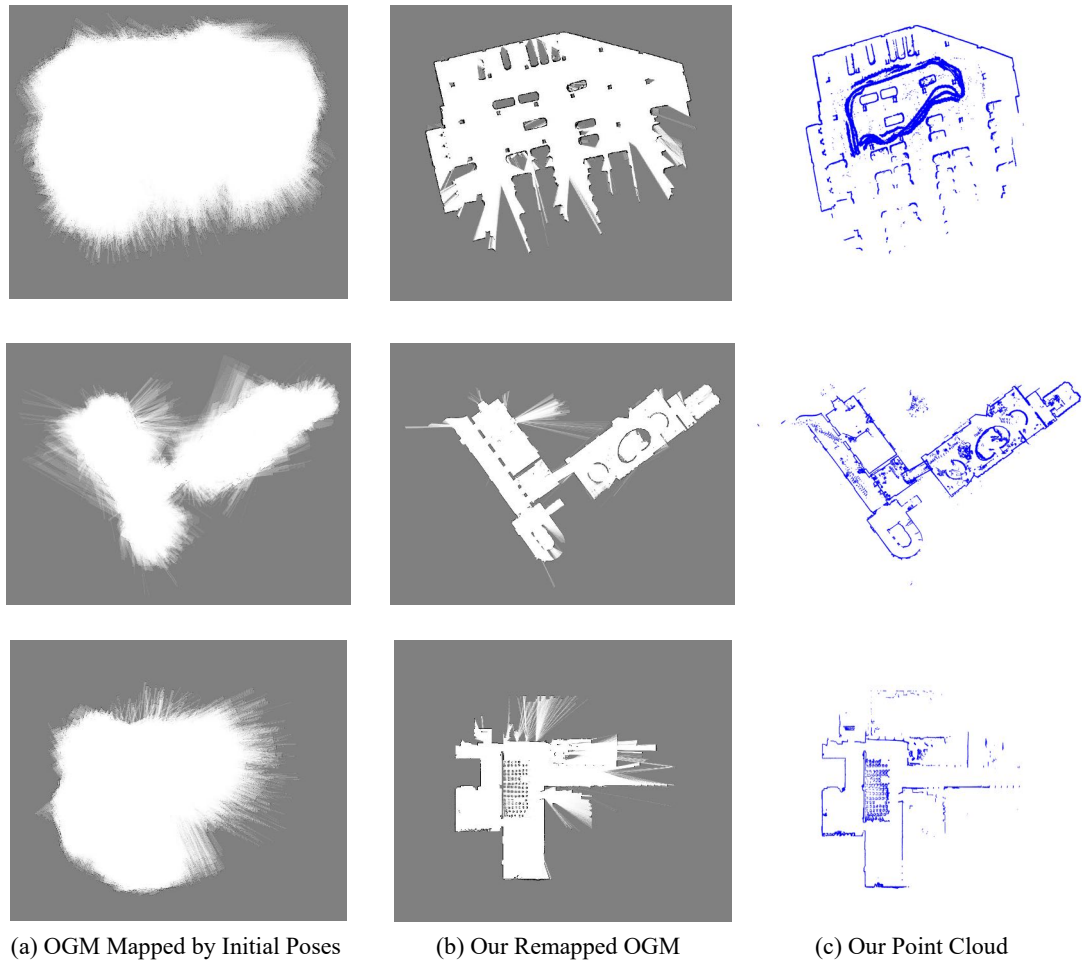 (a) OGM Mapped by Initial Poses
(b) Our Remapped OGM
(c) Our Point Cloud